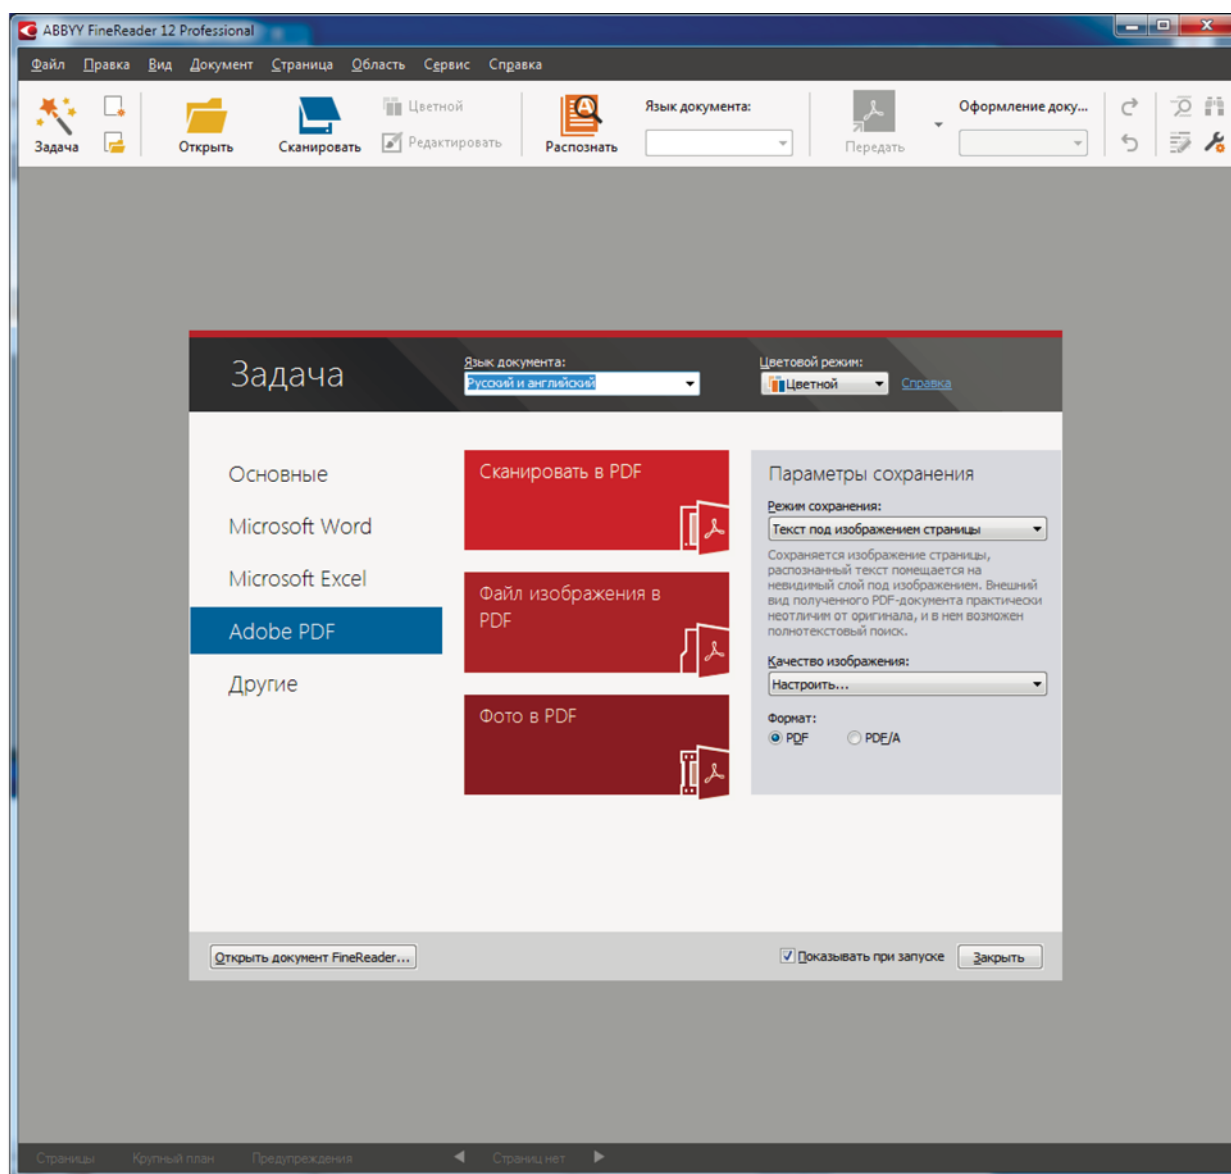 ABBYY FineReader 12 Professional
Файл Правка Вид Документ Страница Область Сервис Справка
Задача
Открыть
Сканировать
Цветной
Редактировать
Распознать
Язык документа:
Передать
Оформление доку...
Задача
Язык документа:
Русский и английский
Цветовой режим:
Цветной
Справка
Основные
Microsoft Word
Microsoft Excel
Adobe PDF
Другие
Сканировать в PDF
Файл изображения в
PDF
Фото в PDF
Параметры сохранения
Режим сохранения:
Текст под изображением страницы
Сохраняется изображение страницы,
распознанный текст помещается на
невидимый слой под изображением. Внешний
вид полученного PDF-документа практически
неотличим от оригинала, и в нем возможен
полнотекстовый поиск.
Качество изображения:
Настроить...
Формат:
PDF PDF/A
Открыть документ FineReader...
Показывать при запуске
Закрыть
Страницы Крупный план Предупреждения Страниц нет